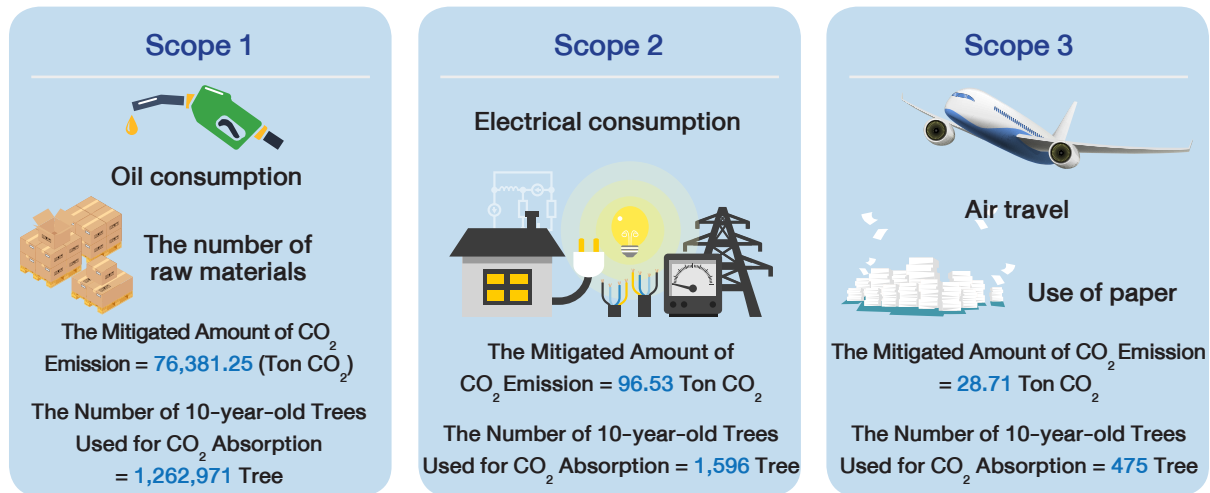 Scope 1
Oil consumption
The number of
raw materials
The Mitigated Amount of CO₂
Emission = 76,381.25 (Ton CO₂)
The Number of 10-year-old Trees
Used for CO₂ Absorption
= 1,262,971 Tree
Scope 2
Electrical consumption
The Mitigated Amount of
CO₂ Emission = 96.53 Ton CO₂
The Number of 10-year-old Trees
Used for CO₂ Absorption = 1,596 Tree
Scope 3
Air travel
Use of paper
The Mitigated Amount of CO₂ Emission
= 28.71 Ton CO₂
The Number of 10-year-old Trees
Used for CO₂ Absorption = 475 Tree